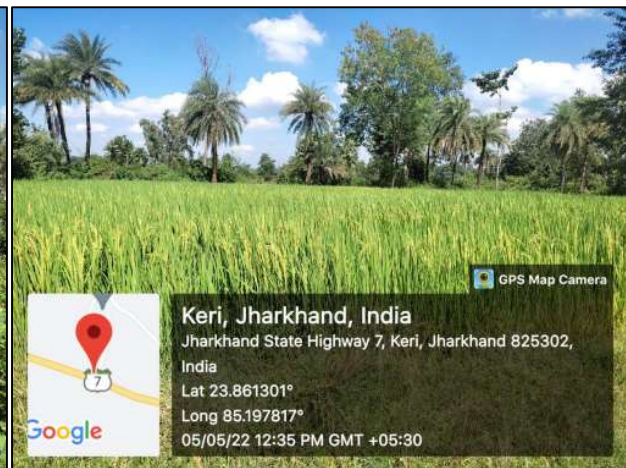 GPS Map Camera
Keri, Jharkhand, India
Jharkhand State Highway 7, Keri, Jharkhand 825302,
India
Lat 23.861301°
Long 85.197817°
05/05/22 12:35 PM GMT +05:30
7
Google